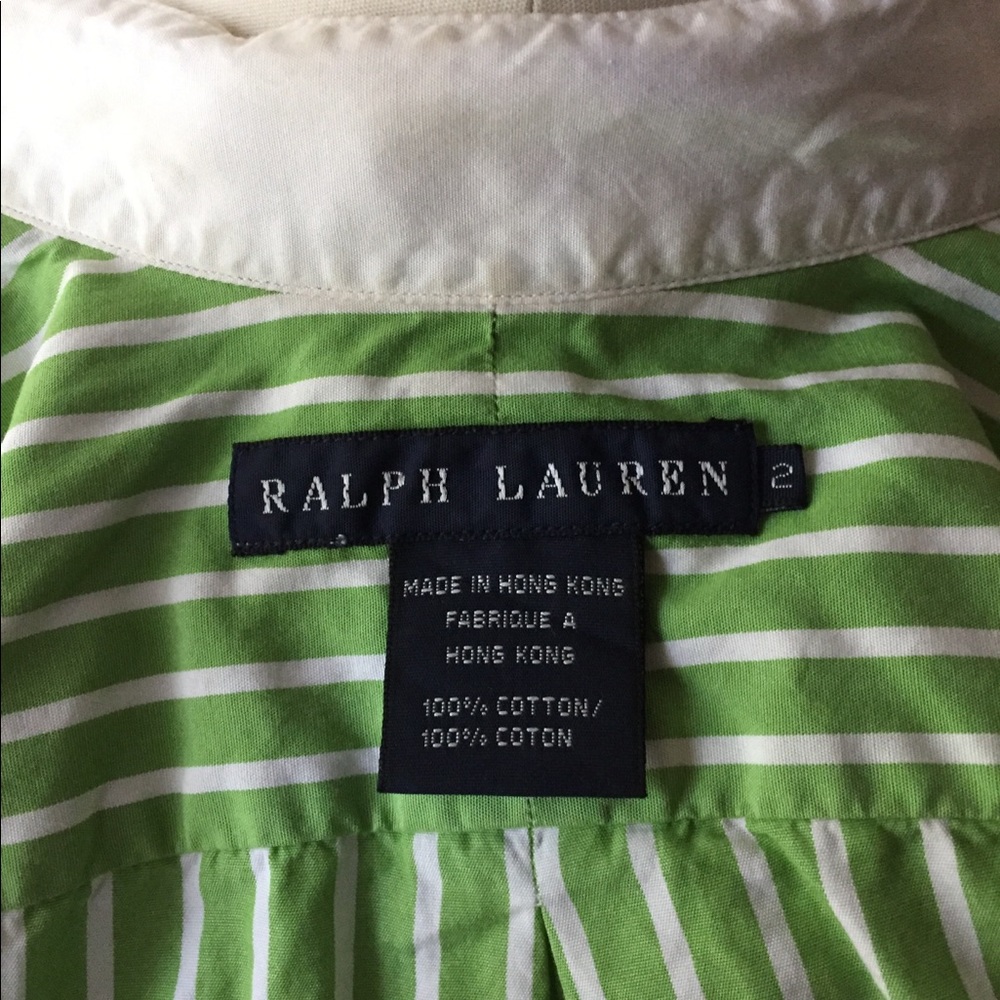 RALPH LAUREN
2
MADE IN HONG KONG
FABRIQUE A
HONG KONG
100% COTTON/
100% COTON